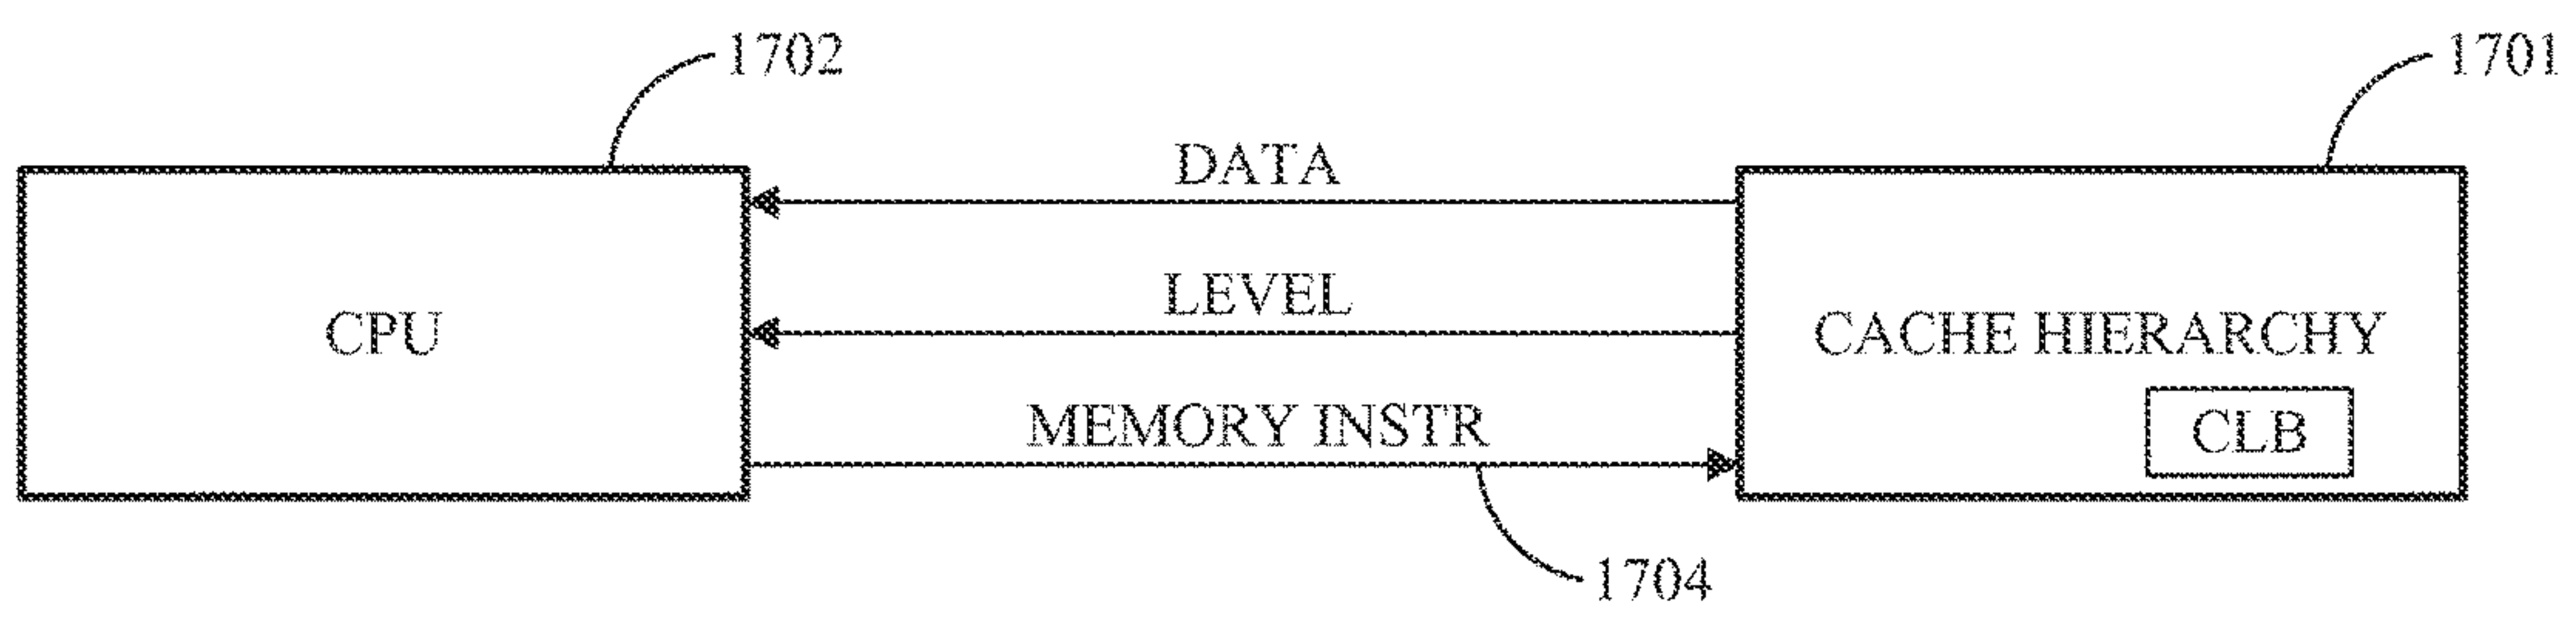 1702
1701
DATA
LEVEL
CPU
CACHE HIERARCHY
MEMORY INSTR
CLB
1704